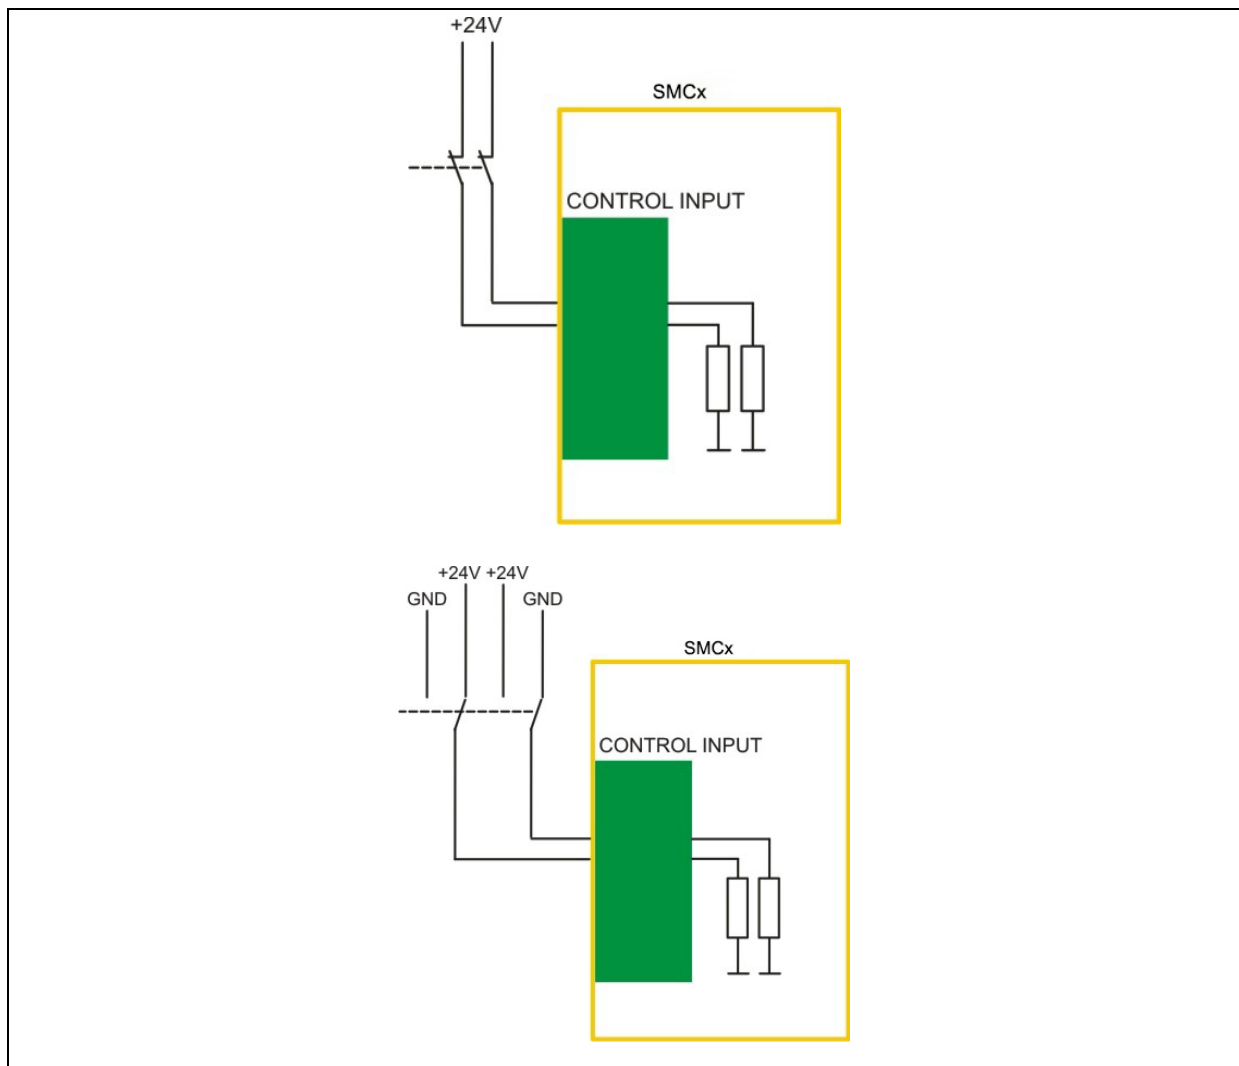 +24V
SMCx
CONTROL INPUT
+24V +24V
GND GND
SMCx
CONTROL INPUT